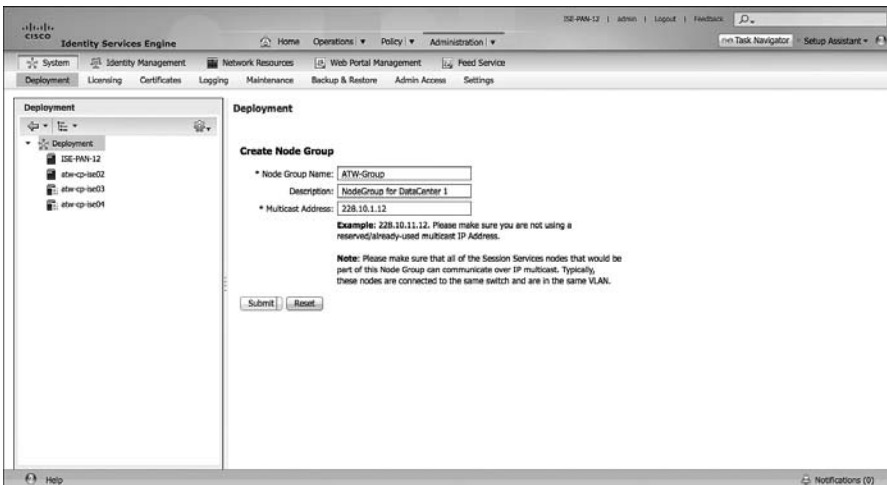 ISE-PAN-12 | admin | Logout | Feedback
CISCO Identity Services Engine
Home Operations Policy Administration
Task Navigator Setup Assistant
System Identity Management Network Resources Web Portal Management Feed Service
Deployment Licensing Certificates Logging Maintenance Backup & Restore Admin Access Settings
Deployment
Deployment
ISE-PAN-12
atw-cp-ise02
atw-cp-ise03
atw-cp-ise04
Deployment
Create Node Group
* Node Group Name: ATW-Group
Description: NodeGroup for DataCenter 1
* Multicast Address: 228.10.1.12
Example: 228.10.11.12. Please make sure you are not using a
reserved/already-used multicast IP Address.
Note: Please make sure that all of the Session Services nodes that would be
part of this Node Group can communicate over IP multicast. Typically,
these nodes are connected to the same switch and are in the same VLAN.
Submit Reset
Help
Notifications (0)